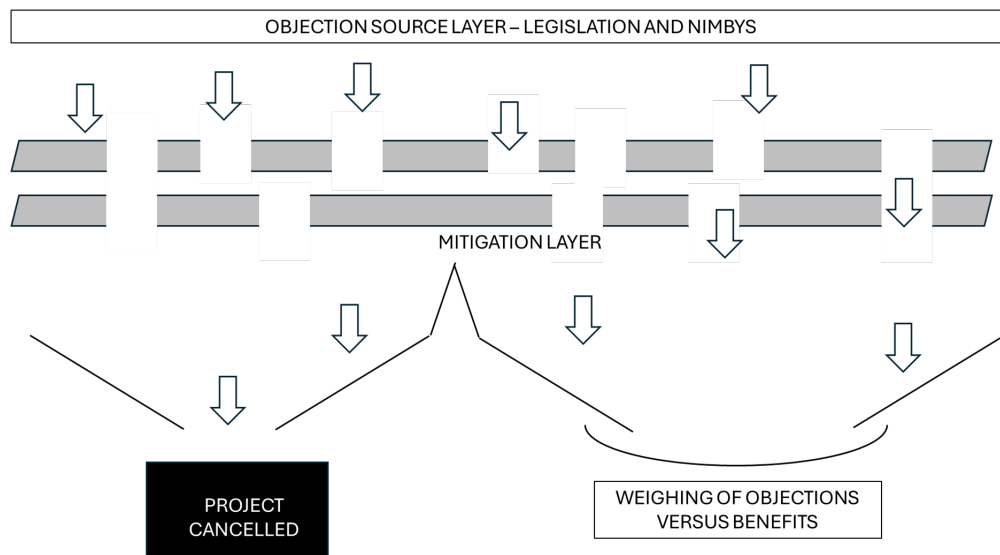 OBJECTION SOURCE LAYER – LEGISLATION AND NIMBYS
MITIGATION LAYER
PROJECT
CANCELLED
WEIGHING OF OBJECTIONS
VERSUS BENEFITS